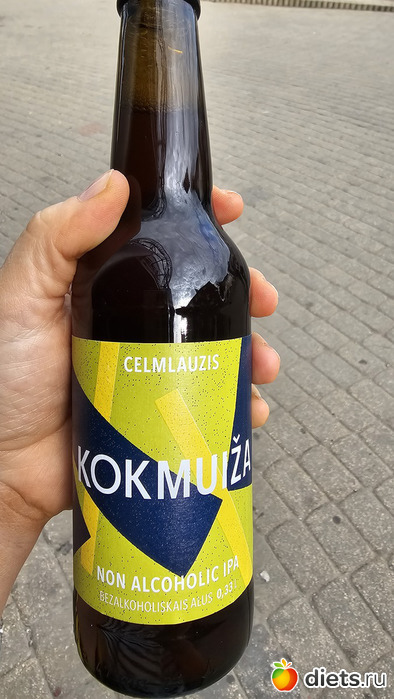 CELMLAUZIS
KOKMUIŽA
NON ALCOHOLIC IPA
BEZALKOHOLISKAIS ALUS. 0,33 L
diets.ru